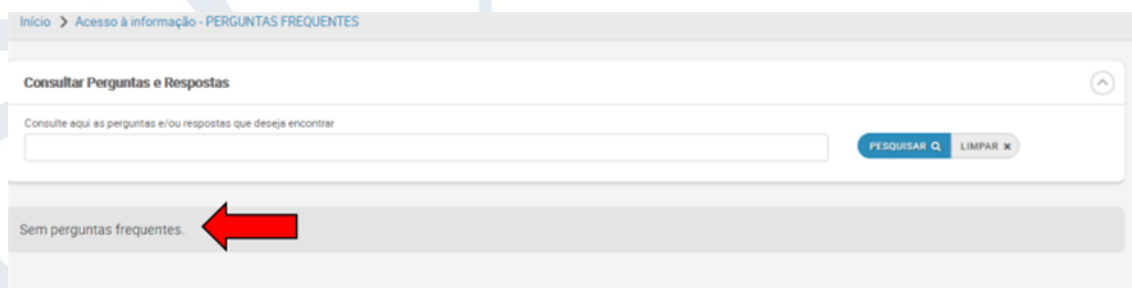 Início > Acesso à informação - PERGUNTAS FREQUENTES
Consultar Perguntas e Respostas
Consulte aqui as perguntas e/ou respostas que deseja encontrar
PESQUISAR LIMPAR ×
Sem perguntas frequentes.